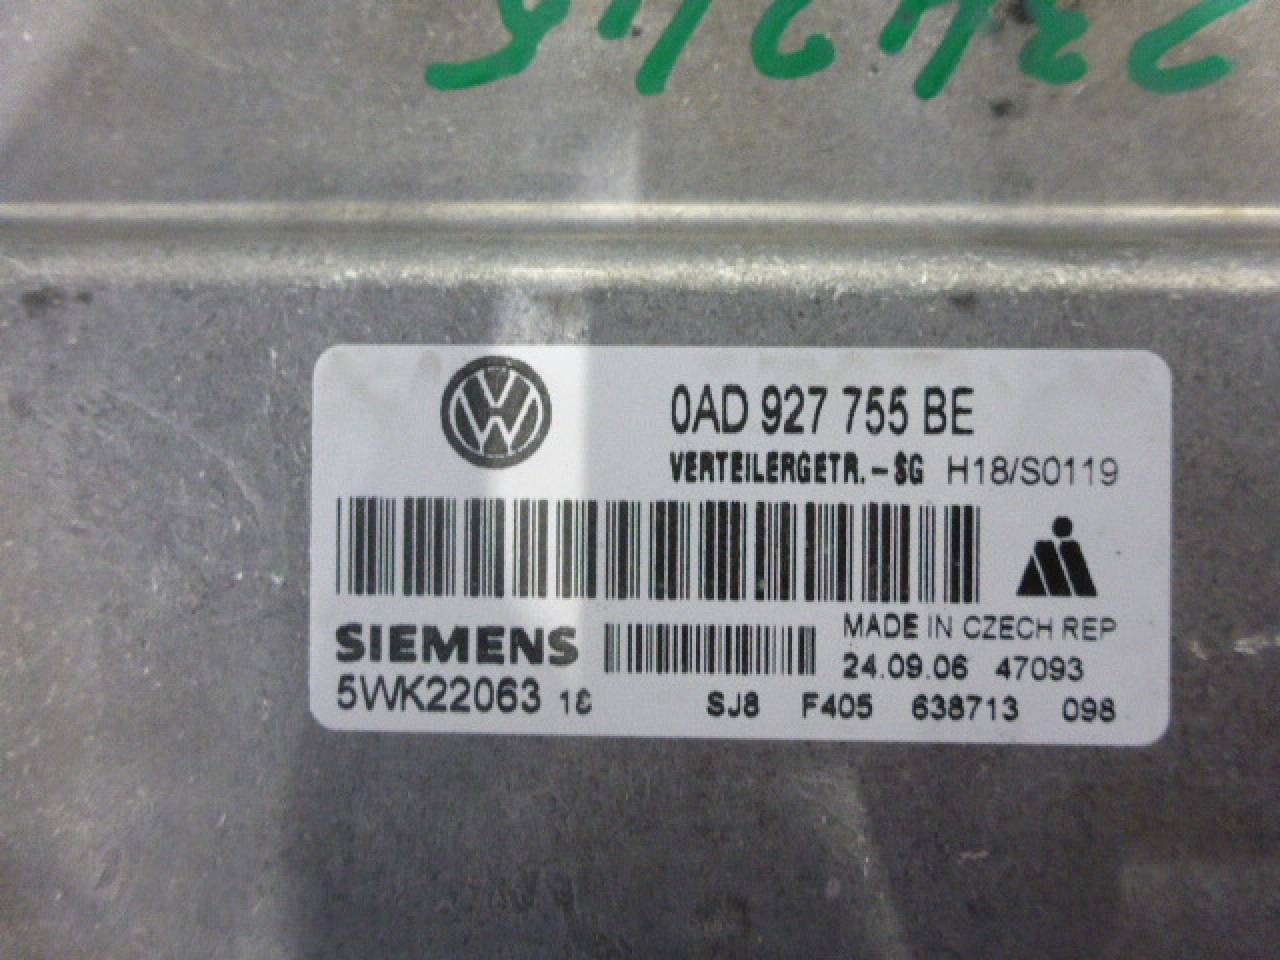 234215
0AD 927 755 BE
VERTEILERGETR.-SG H18/S0119
MADE IN CZECH REP
SIEMENS
24.09.06 47093
5WK22063
SJ8 F405 638713 098